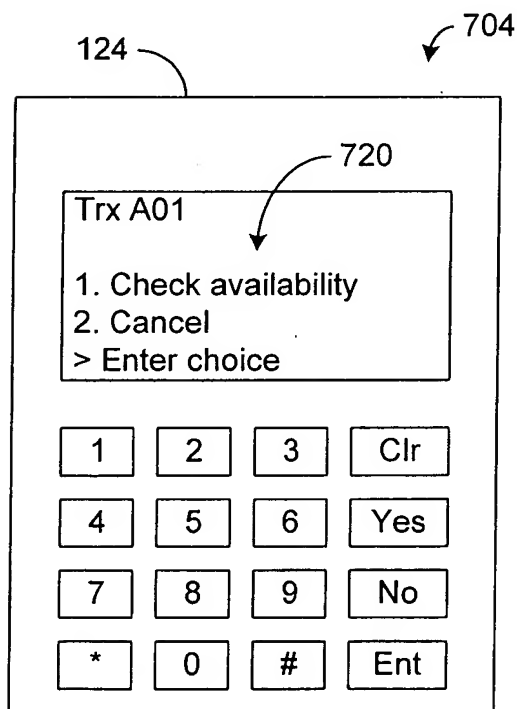 704
124
720
Trx A01
1. Check availability
2. Cancel
> Enter choice
1 2 3 Clr
4 5 6 Yes
7 8 9 No
* 0 # Ent